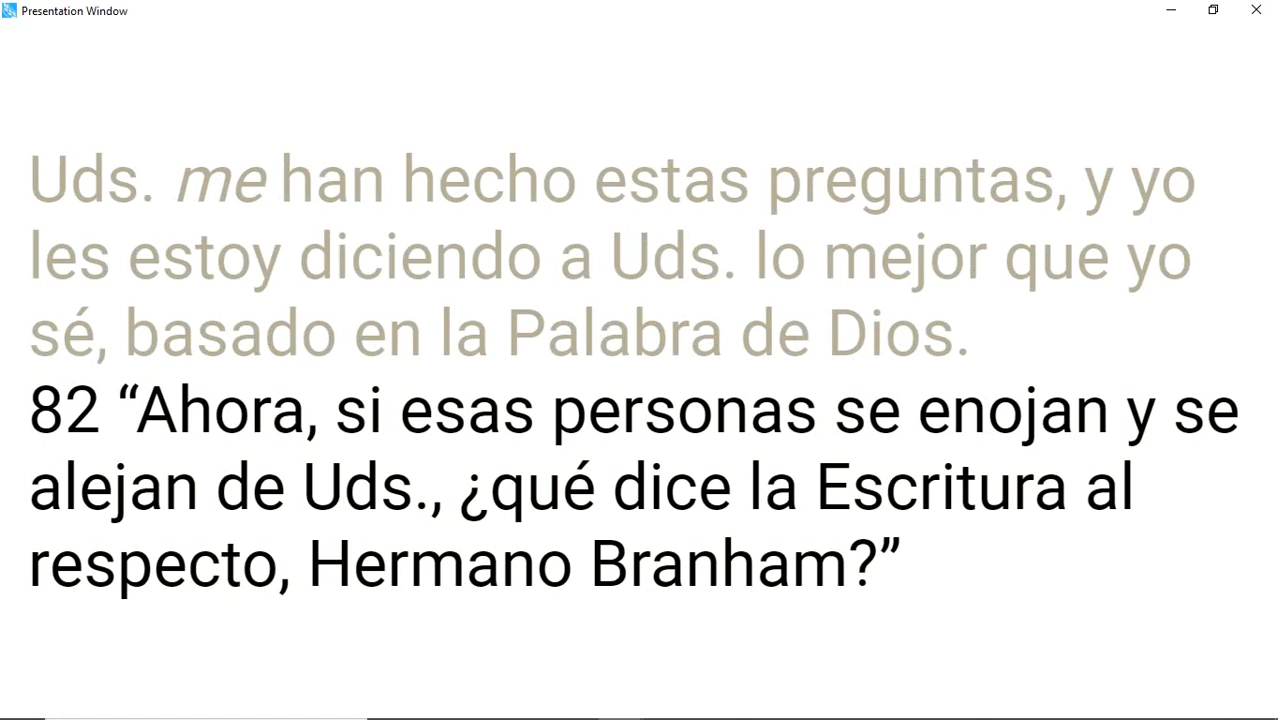 Presentation Window
Uds. me han hecho estas preguntas, y yo
les estoy diciendo a Uds. lo mejor que yo
sé, basado en la Palabra de Dios.
82 “Ahora, si esas personas se enojan y se
alejan de Uds., ¿qué dice la Escritura al
respecto, Hermano Branham?”